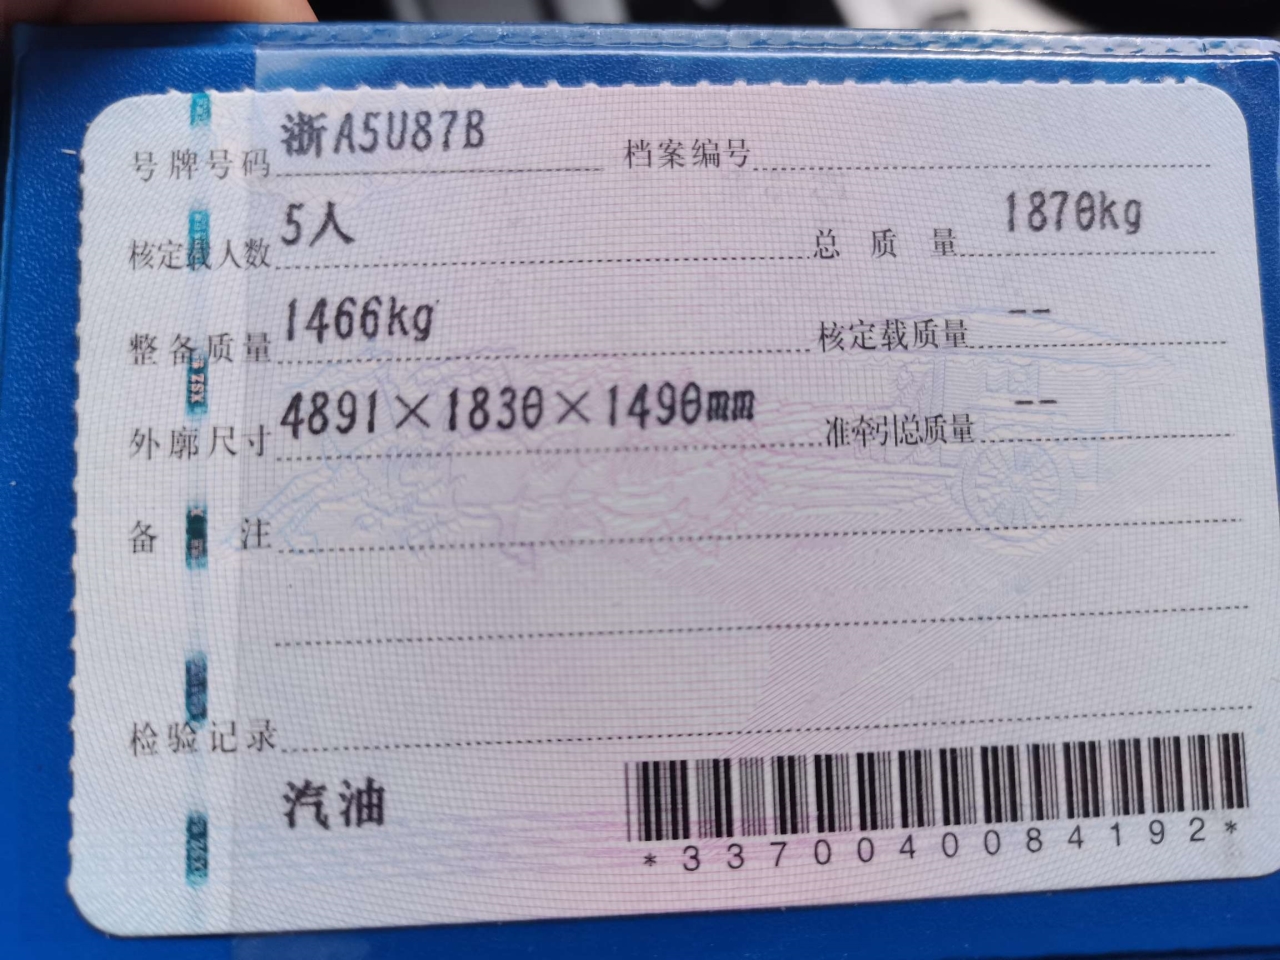 号牌号码 浙A5U87B 档案编号
核定载人数 5人 总质量 1870kg
整备质量 1466kg 核定载质量 --
外廓尺寸 4891×1830×1490mm 准牵引总质量 --
备注
检验记录
汽油
*3370040084192*